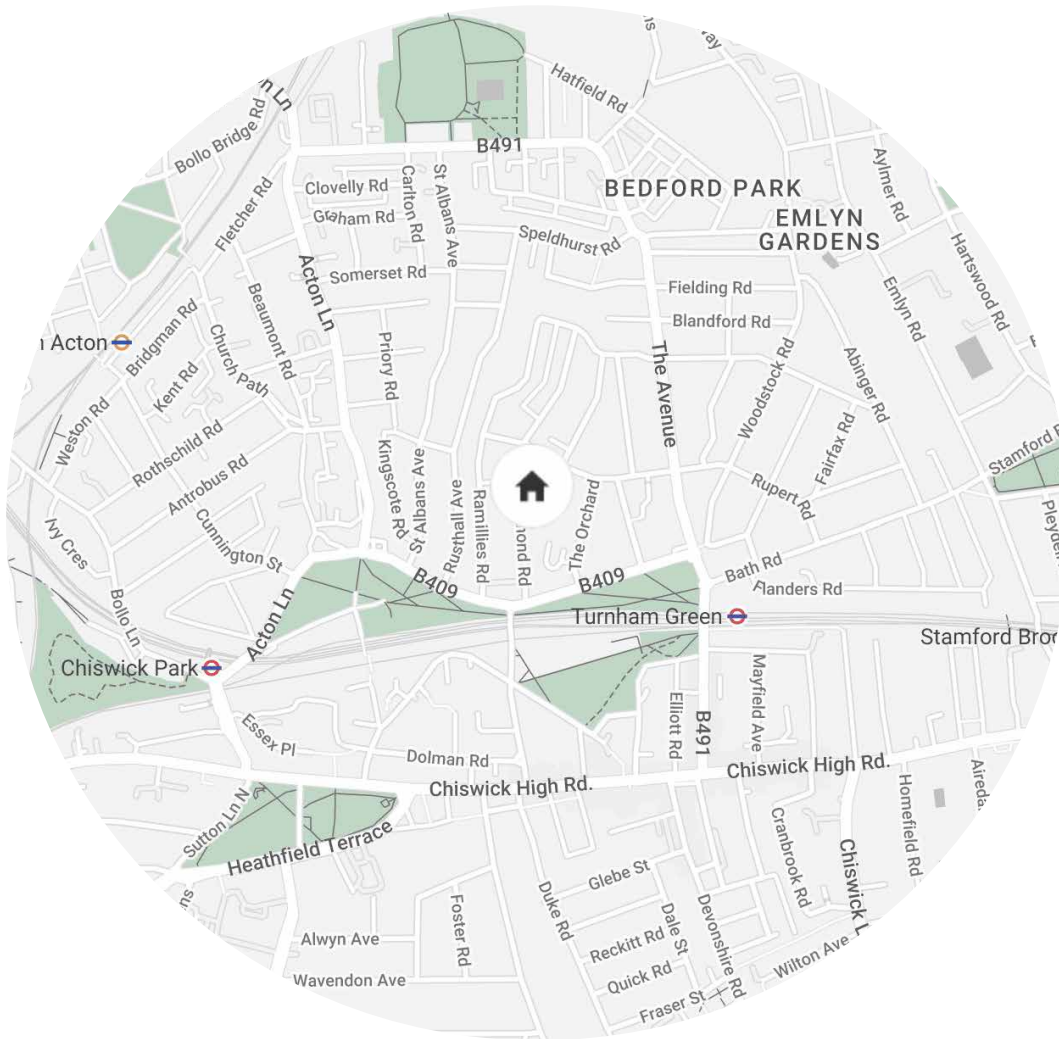 Hatfield Rd
Acton Ln
Bollo Bridge Rd
B491
Aylmer Rd
Clovelly Rd
Carlton Rd
St Albans Ave
BEDFORD PARK
Fletcher Rd
Graham Rd
EMLYN
GARDENS
Speldhurst Rd
Hartswood Rd
Acton Ln
Somerset Rd
Fielding Rd
Emlyn Rd
Beaumont Rd
Blandford Rd
Acton
Bridgman Rd
Church Path
Priory Rd
The Avenue
Woodstock Rd
Abinger Rd
Kent Rd
Weston Rd
Rothschild Rd
Fairfax Rd
Antrobus Rd
Kingscote Rd
St Albans Ave
Rusthall Ave
Ramillies Rd
mond Rd
The Orchard
Rupert Rd
Stamford
Ivy Cres
Cunnington St
Bath Rd
B409
B409
Flanders Rd
Bollo Ln
Acton Ln
Turnham Green
Stamford Broo
Chiswick Park
Elliott Rd
Mayfield Ave
B491
Essex Pl
Dolman Rd
Chiswick High Rd.
Chiswick High Rd.
Homefield Rd
Aireda
Sutton Ln N
Heathfield Terrace
Cranbrook Rd
Chiswick L
Glebe St
Foster Rd
Duke Rd
Dale St
Devonshire Rd
Alwyn Ave
Reckitt Rd
Wilton Ave
Wavendon Ave
Quick Rd
Fraser St